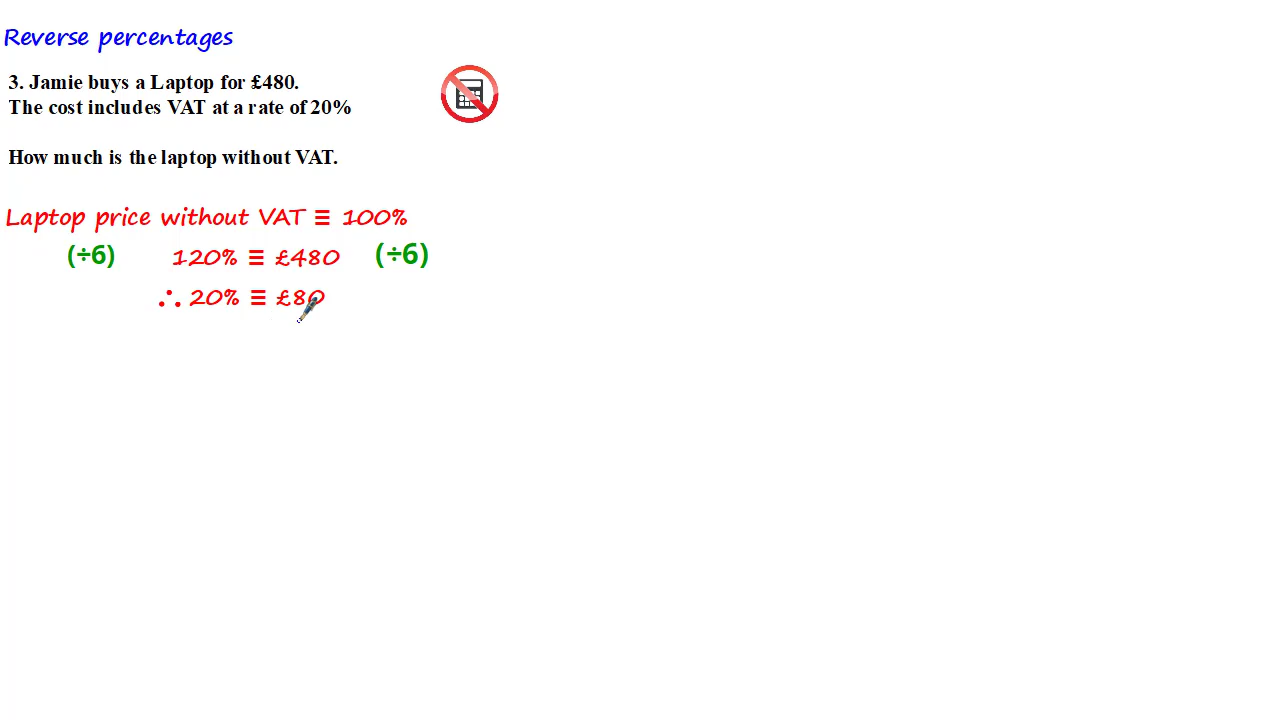 Reverse percentages
3. Jamie buys a Laptop for £480.
The cost includes VAT at a rate of 20%
How much is the laptop without VAT.
Laptop price without VAT ≡ 100%
(÷6) 120% ≡ £480 (÷6)
∴ 20% ≡ £80